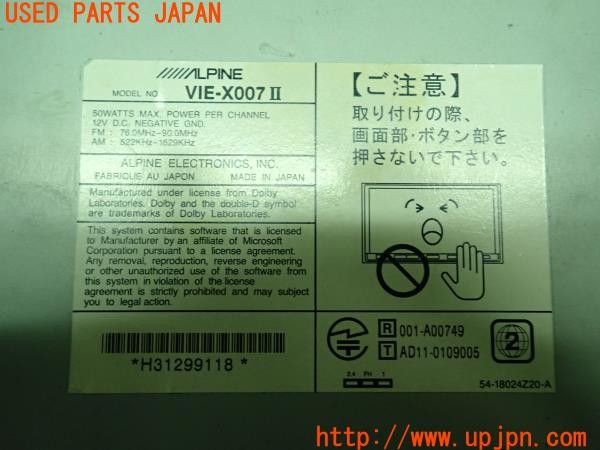 USED PARTS JAPAN
ALPINE
MODEL NO VIE-X007 II
50WATTS MAX. POWER PER CHANNEL
12V D.C. NEGATIVE GND.
FM : 76.0MHz-90.0MHz
AM : 522KHz-1629KHz
ALPINE ELECTRONICS, INC.
FABRIQUE AU JAPON MADE IN JAPAN
Manufactured under license from Dolby
Laboratories. Dolby and the double-D symbol
are trademarks of Dolby Laboratories.
This system contains software that is licensed
to Manufacturer by an affiliate of Microsoft
Corporation pursuant to a license agreement.
Any removal, reproduction, reverse engineering
or other unauthorized use of the software from
this system in violation of the license
agreement is strictly prohibited and may subject
you to legal action.
*H31299118*
【ご注意】
取り付けの際、
画面部・ボタン部を
押さないで下さい。
R 001-A00749
T AD11-0109005
2
2.4 FH 1
54-18024Z20-A
http://www.upjpn.com/